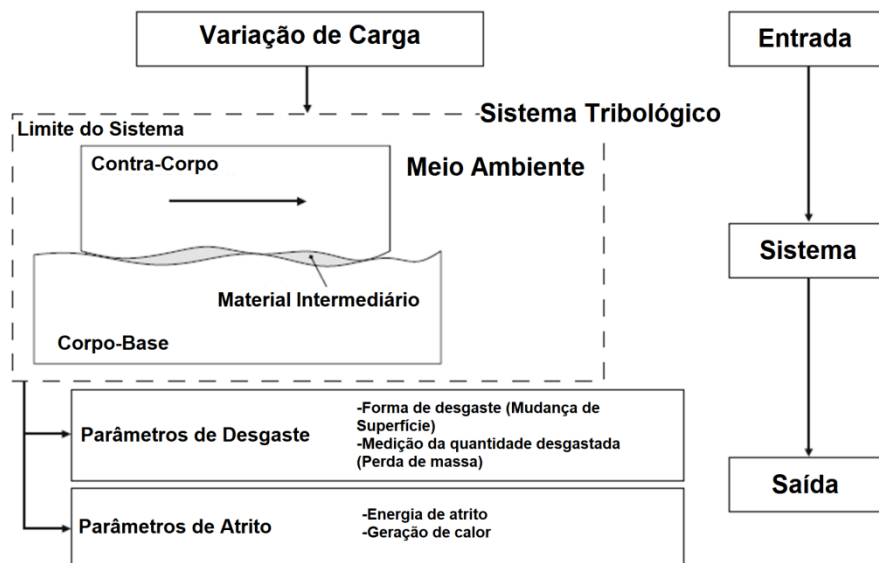 Variação de Carga
Entrada
Sistema Tribológico
Limite do Sistema
Contra-Corpo
Meio Ambiente
Sistema
Material Intermediário
Corpo-Base
Parâmetros de Desgaste
-Forma de desgaste (Mudança de
Superfície)
-Medição da quantidade desgastada
(Perda de massa)
Saída
Parâmetros de Atrito
-Energia de atrito
-Geração de calor